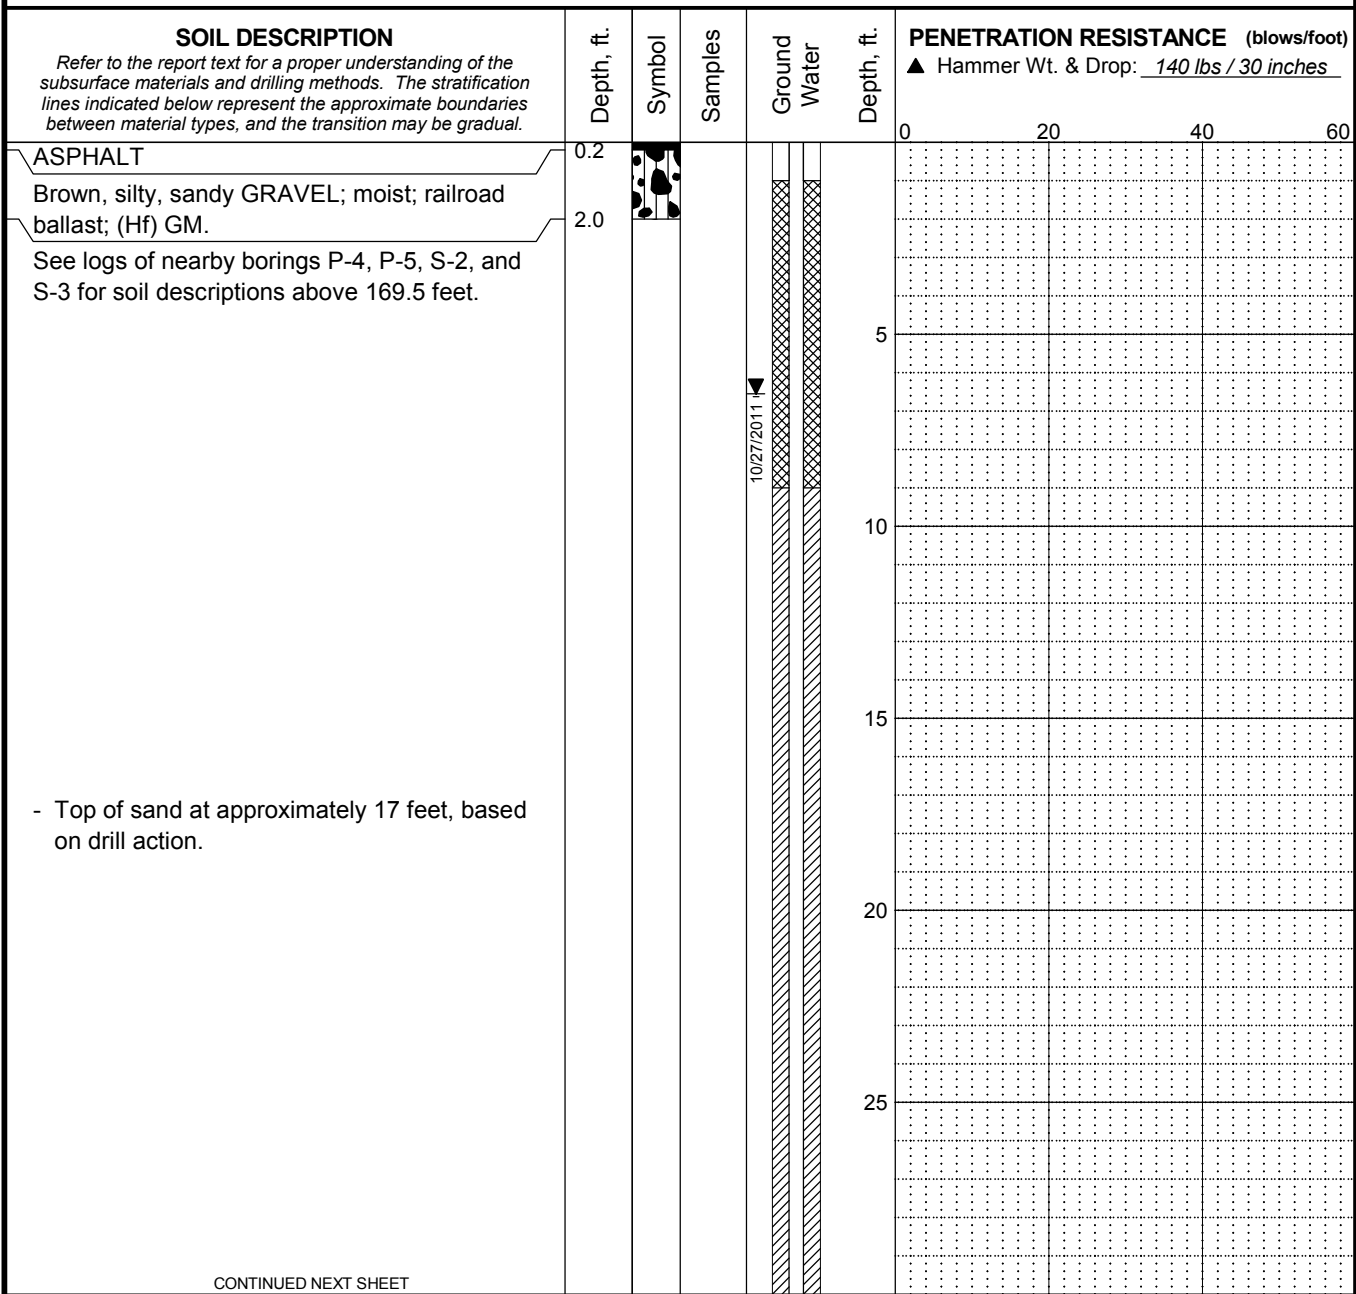 SOIL DESCRIPTION
Refer to the report text for a proper understanding of the
subsurface materials and drilling methods. The stratification
lines indicated below represent the approximate boundaries
between material types, and the transition may be gradual.
Depth, ft.
Symbol
Samples
Ground
Water
Depth, ft.
PENETRATION RESISTANCE (blows/foot)
▲ Hammer Wt. & Drop: 140 lbs / 30 inches
0 20 40 60
ASPHALT
0.2
Brown, silty, sandy GRAVEL; moist; railroad
ballast; (Hf) GM.
2.0
See logs of nearby borings P-4, P-5, S-2, and
S-3 for soil descriptions above 169.5 feet.
5
10/27/2011
10
15
- Top of sand at approximately 17 feet, based
on drill action.
20
25
CONTINUED NEXT SHEET